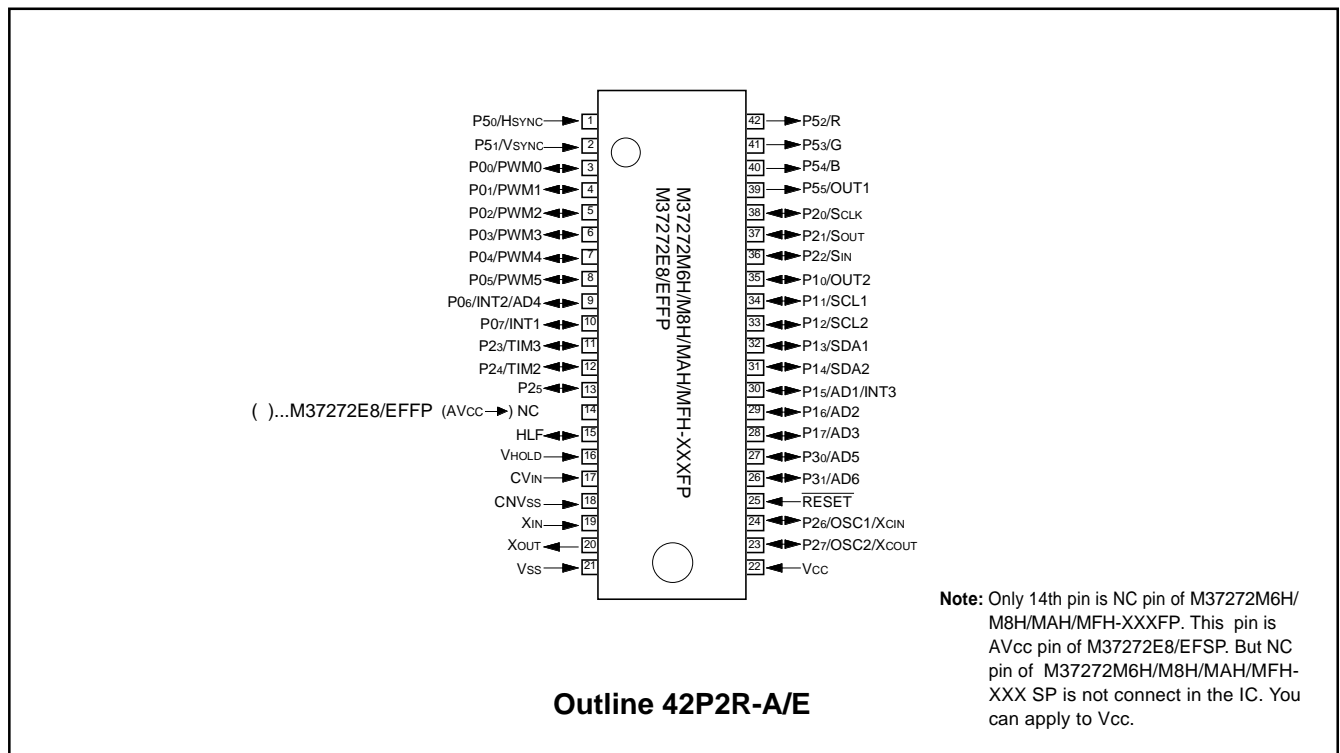 P50/HSYNC 1
P51/VSYNC 2
P00/PWM0 3
P01/PWM1 4
P02/PWM2 5
P03/PWM3 6
P04/PWM4 7
P05/PWM5 8
P06/INT2/AD4 9
P07/INT1 10
P23/TIM3 11
P24/TIM2 12
P25 13
( )...M37272E8/EFFP (AVCC ) NC 14
HLF 15
VHOLD 16
CVIN 17
CNVSS 18
XIN 19
XOUT 20
VSS 21
M37272M6H/M8H/MAH/MFH-XXXFP
M37272E8/EFFP
42 P52/R
41 P53/G
40 P54/B
39 P55/OUT1
38 P20/SCLK
37 P21/SOUT
36 P22/SIN
35 P10/OUT2
34 P11/SCL1
33 P12/SCL2
32 P13/SDA1
31 P14/SDA2
30 P15/AD1/INT3
29 P16/AD2
28 P17/AD3
27 P30/AD5
26 P31/AD6
25 RESET
24 P26/OSC1/XCIN
23 P27/OSC2/XCOUT
22 VCC
Note: Only 14th pin is NC pin of M37272M6H/
M8H/MAH/MFH-XXXFP. This pin is
AVcc pin of M37272E8/EFSP. But NC
pin of M37272M6H/M8H/MAH/MFH-
XXX SP is not connect in the IC. You
can apply to Vcc.
Outline 42P2R-A/E